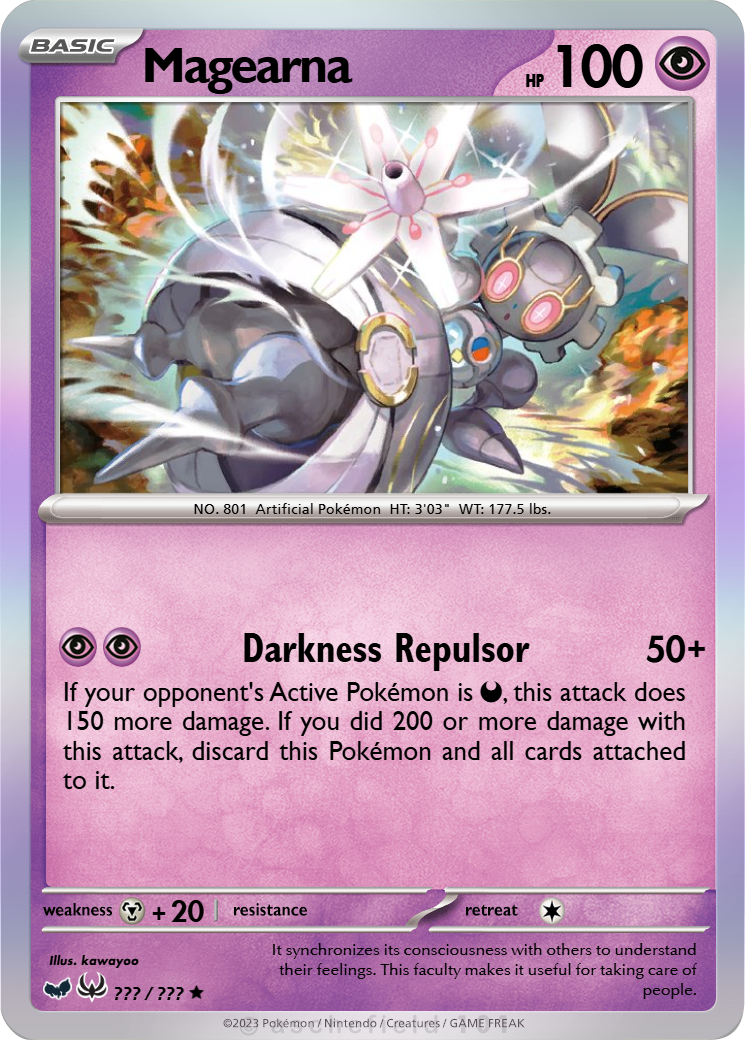 BASIC Magearna HP 100
NO. 801 Artificial Pokémon HT: 3'03" WT: 177.5 lbs.
Darkness Repulsor 50+
If your opponent's Active Pokémon is , this attack does
150 more damage. If you did 200 or more damage with
this attack, discard this Pokémon and all cards attached
to it.
weakness + 20 resistance retreat
Illus. kawayoo
It synchronizes its consciousness with others to understand
their feelings. This faculty makes it useful for taking care of
people.
??? / ??? ★
©2023 Pokémon / Nintendo / Creatures / GAME FREAK